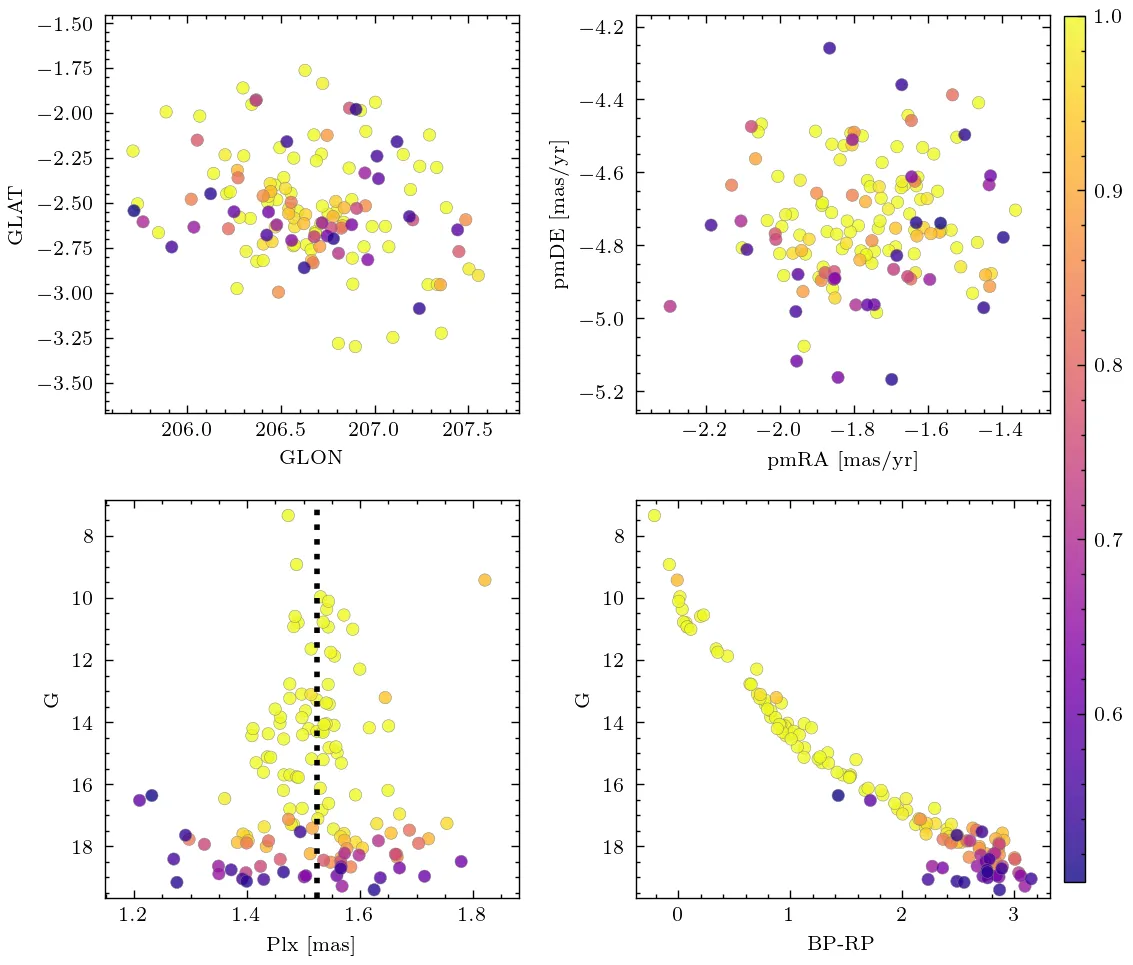 −1.50
−1.75
−2.00
−2.25
−2.50
−2.75
−3.00
−3.25
−3.50
GLAT
206.0 206.5 207.0 207.5
GLON
−4.2
−4.4
−4.6
−4.8
−5.0
−5.2
pmDE [mas/yr]
−2.2 −2.0 −1.8 −1.6 −1.4
pmRA [mas/yr]
8
10
12
14
16
18
G
1.2 1.4 1.6 1.8
Plx [mas]
8
10
12
14
16
18
G
0 1 2 3
BP-RP
1.0
0.9
0.8
0.7
0.6